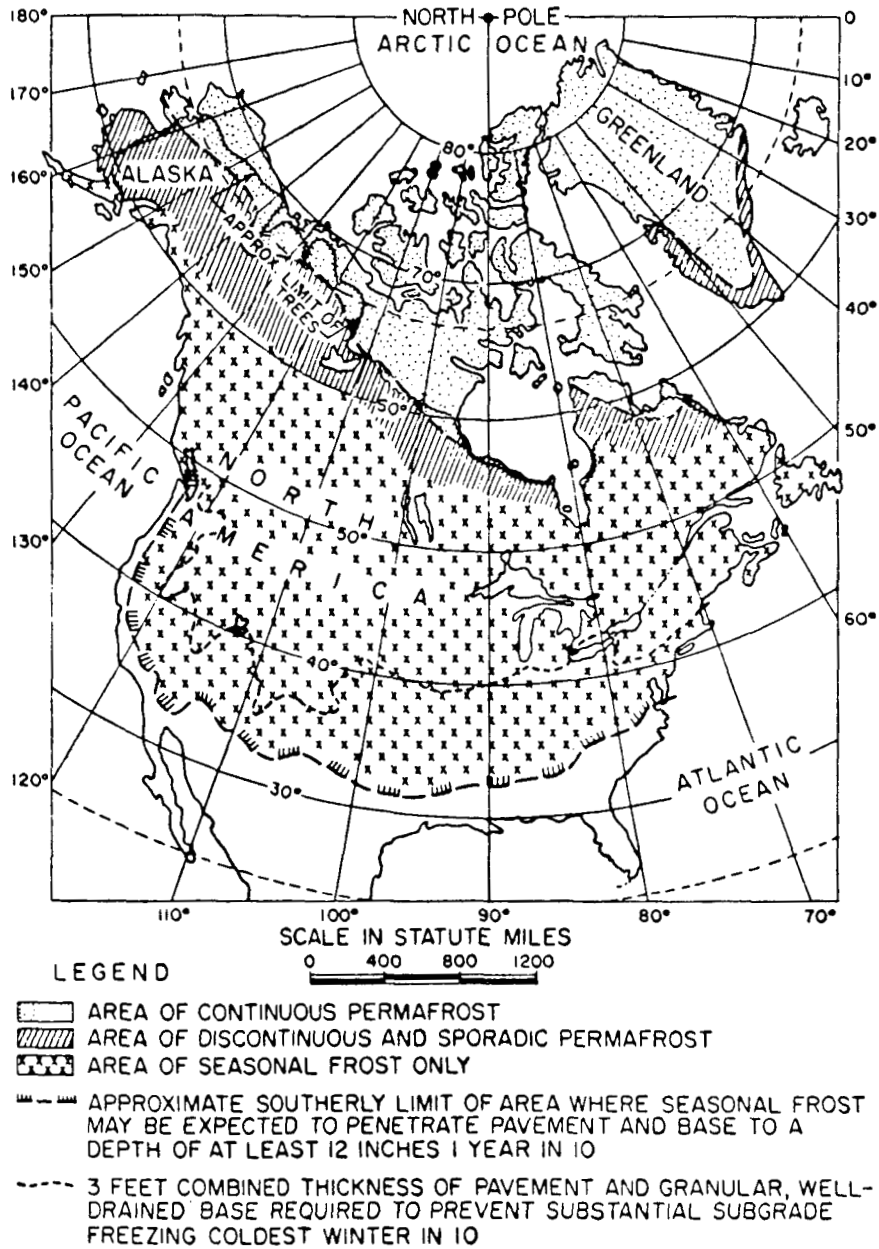 180° NORTH POLE 0
ARCTIC OCEAN
170° 10°
GREENLAND
20°
80°
160° ALASKA
30°
APPROX LIMIT OF TREES
70°
150°
40°
140°
50°
PACIFIC OCEAN
50°
NORTH AMERICA
130° 50°
60°
40°
ATLANTIC OCEAN
120° 30°
110° 100° 90° 80° 70°
SCALE IN STATUTE MILES
0 400 800 1200
LEGEND
AREA OF CONTINUOUS PERMAFROST
AREA OF DISCONTINUOUS AND SPORADIC PERMAFROST
AREA OF SEASONAL FROST ONLY
APPROXIMATE SOUTHERLY LIMIT OF AREA WHERE SEASONAL FROST
MAY BE EXPECTED TO PENETRATE PAVEMENT AND BASE TO A
DEPTH OF AT LEAST 12 INCHES 1 YEAR IN 10
3 FEET COMBINED THICKNESS OF PAVEMENT AND GRANULAR, WELL-
DRAINED BASE REQUIRED TO PREVENT SUBSTANTIAL SUBGRADE
FREEZING COLDEST WINTER IN 10